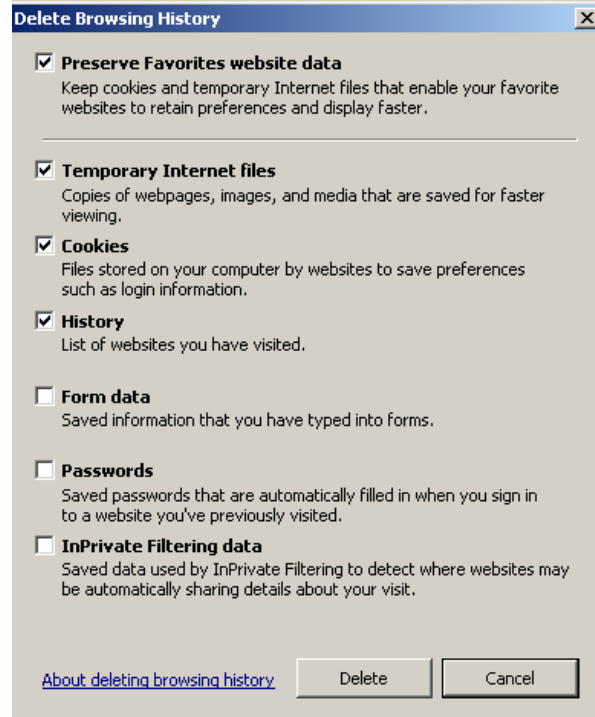 Delete Browsing History
Preserve Favorites website data
Keep cookies and temporary Internet files that enable your favorite
websites to retain preferences and display faster.
Temporary Internet files
Copies of webpages, images, and media that are saved for faster
viewing.
Cookies
Files stored on your computer by websites to save preferences
such as login information.
History
List of websites you have visited.
Form data
Saved information that you have typed into forms.
Passwords
Saved passwords that are automatically filled in when you sign in
to a website you've previously visited.
InPrivate Filtering data
Saved data used by InPrivate Filtering to detect where websites may
be automatically sharing details about your visit.
About deleting browsing history Delete Cancel